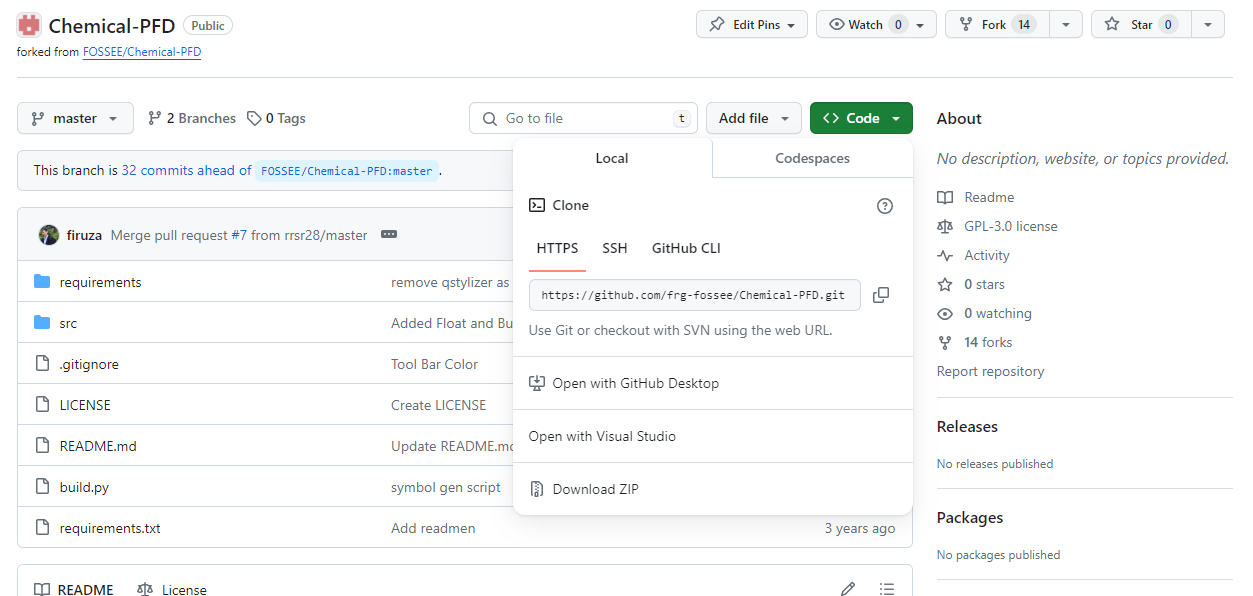 Chemical-PFD Public
Edit Pins Watch 0 Fork 14 Star 0
forked from FOSSEE/Chemical-PFD
master 2 Branches 0 Tags Go to file t Add file <> Code
This branch is 32 commits ahead of FOSSEE/Chemical-PFD:master .
firuza Merge pull request #7 from rrsr28/master
requirements remove qstylizer as
src Added Float and Bu
.gitignore Tool Bar Color
LICENSE Create LICENSE
README.md Update README.md
build.py symbol gen script
requirements.txt Add readmen 3 years ago
README License
Local Codespaces
Clone
HTTPS SSH GitHub CLI
https://github.com/frg-fossee/Chemical-PFD.git
Use Git or checkout with SVN using the web URL.
Open with GitHub Desktop
Open with Visual Studio
Download ZIP
About
No description, website, or topics provided.
Readme
GPL-3.0 license
Activity
0 stars
0 watching
14 forks
Report repository
Releases
No releases published
Packages
No packages published